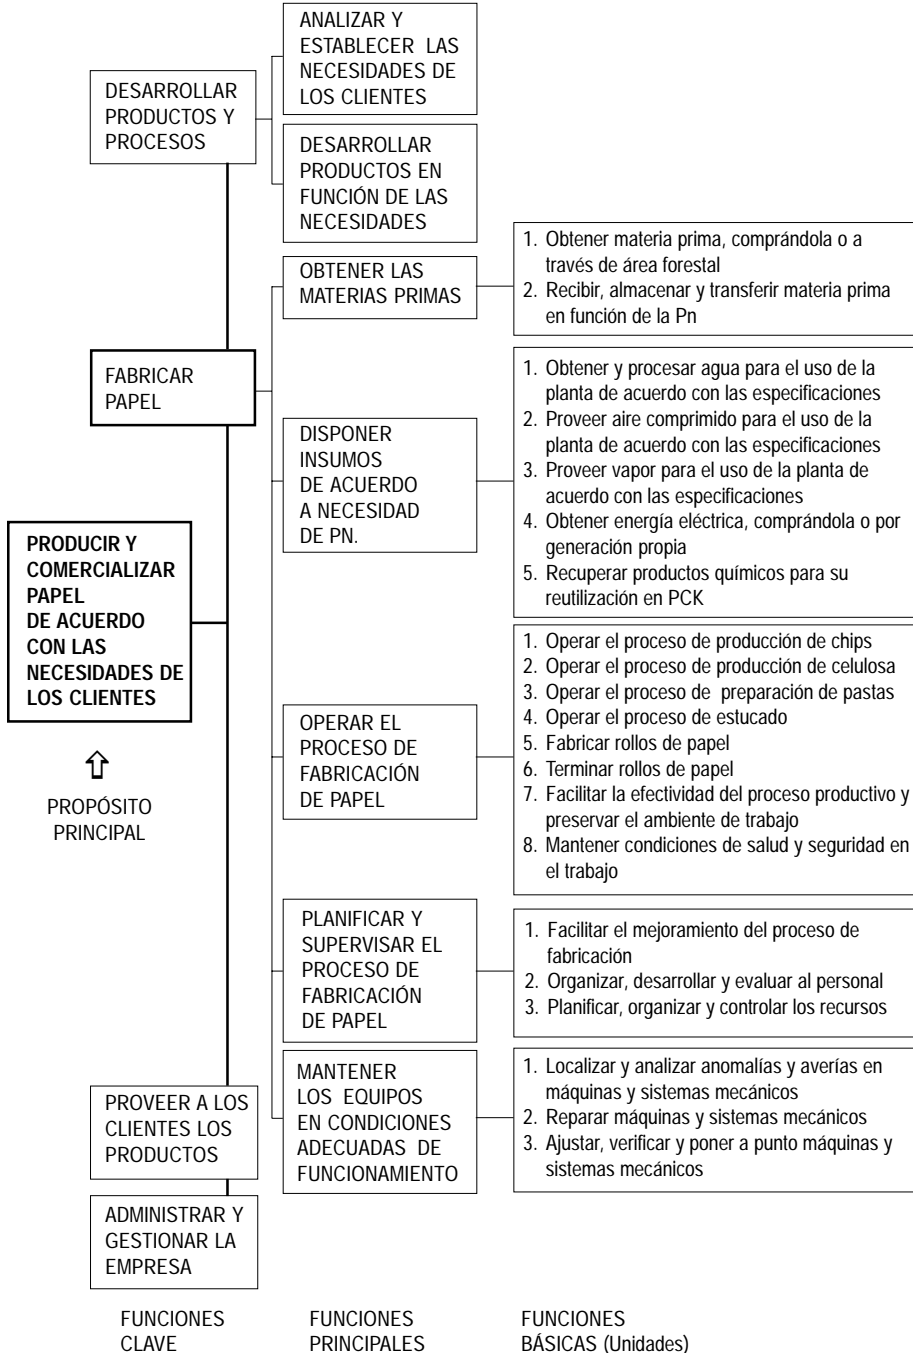 ANALIZAR Y
ESTABLECER LAS
NECESIDADES DE
LOS CLIENTES
DESARROLLAR
PRODUCTOS Y
PROCESOS
DESARROLLAR
PRODUCTOS EN
FUNCIÓN DE LAS
NECESIDADES
OBTENER LAS
MATERIAS PRIMAS
1. Obtener materia prima, comprándola o a
través de área forestal
2. Recibir, almacenar y transferir materia prima
en función de la Pn
FABRICAR
PAPEL
DISPONER
INSUMOS
DE ACUERDO
A NECESIDAD
DE PN.
1. Obtener y procesar agua para el uso de la
planta de acuerdo con las especificaciones
2. Proveer aire comprimido para el uso de la
planta de acuerdo con las especificaciones
3. Proveer vapor para el uso de la planta de
acuerdo con las especificaciones
4. Obtener energía eléctrica, comprándola o por
generación propia
5. Recuperar productos químicos para su
reutilización en PCK
PRODUCIR Y
COMERCIALIZAR
PAPEL
DE ACUERDO
CON LAS
NECESIDADES DE
LOS CLIENTES
PROPÓSITO
PRINCIPAL
OPERAR EL
PROCESO DE
FABRICACIÓN
DE PAPEL
1. Operar el proceso de producción de chips
2. Operar el proceso de producción de celulosa
3. Operar el proceso de preparación de pastas
4. Operar el proceso de estucado
5. Fabricar rollos de papel
6. Terminar rollos de papel
7. Facilitar la efectividad del proceso productivo y
preservar el ambiente de trabajo
8. Mantener condiciones de salud y seguridad en
el trabajo
PLANIFICAR Y
SUPERVISAR EL
PROCESO DE
FABRICACIÓN
DE PAPEL
1. Facilitar el mejoramiento del proceso de
fabricación
2. Organizar, desarrollar y evaluar al personal
3. Planificar, organizar y controlar los recursos
MANTENER
LOS EQUIPOS
EN CONDICIONES
ADECUADAS DE
FUNCIONAMIENTO
1. Localizar y analizar anomalías y averías en
máquinas y sistemas mecánicos
2. Reparar máquinas y sistemas mecánicos
3. Ajustar, verificar y poner a punto máquinas y
sistemas mecánicos
PROVEER A LOS
CLIENTES LOS
PRODUCTOS
ADMINISTRAR Y
GESTIONAR LA
EMPRESA
FUNCIONES
CLAVE
FUNCIONES
PRINCIPALES
FUNCIONES
BÁSICAS (Unidades)